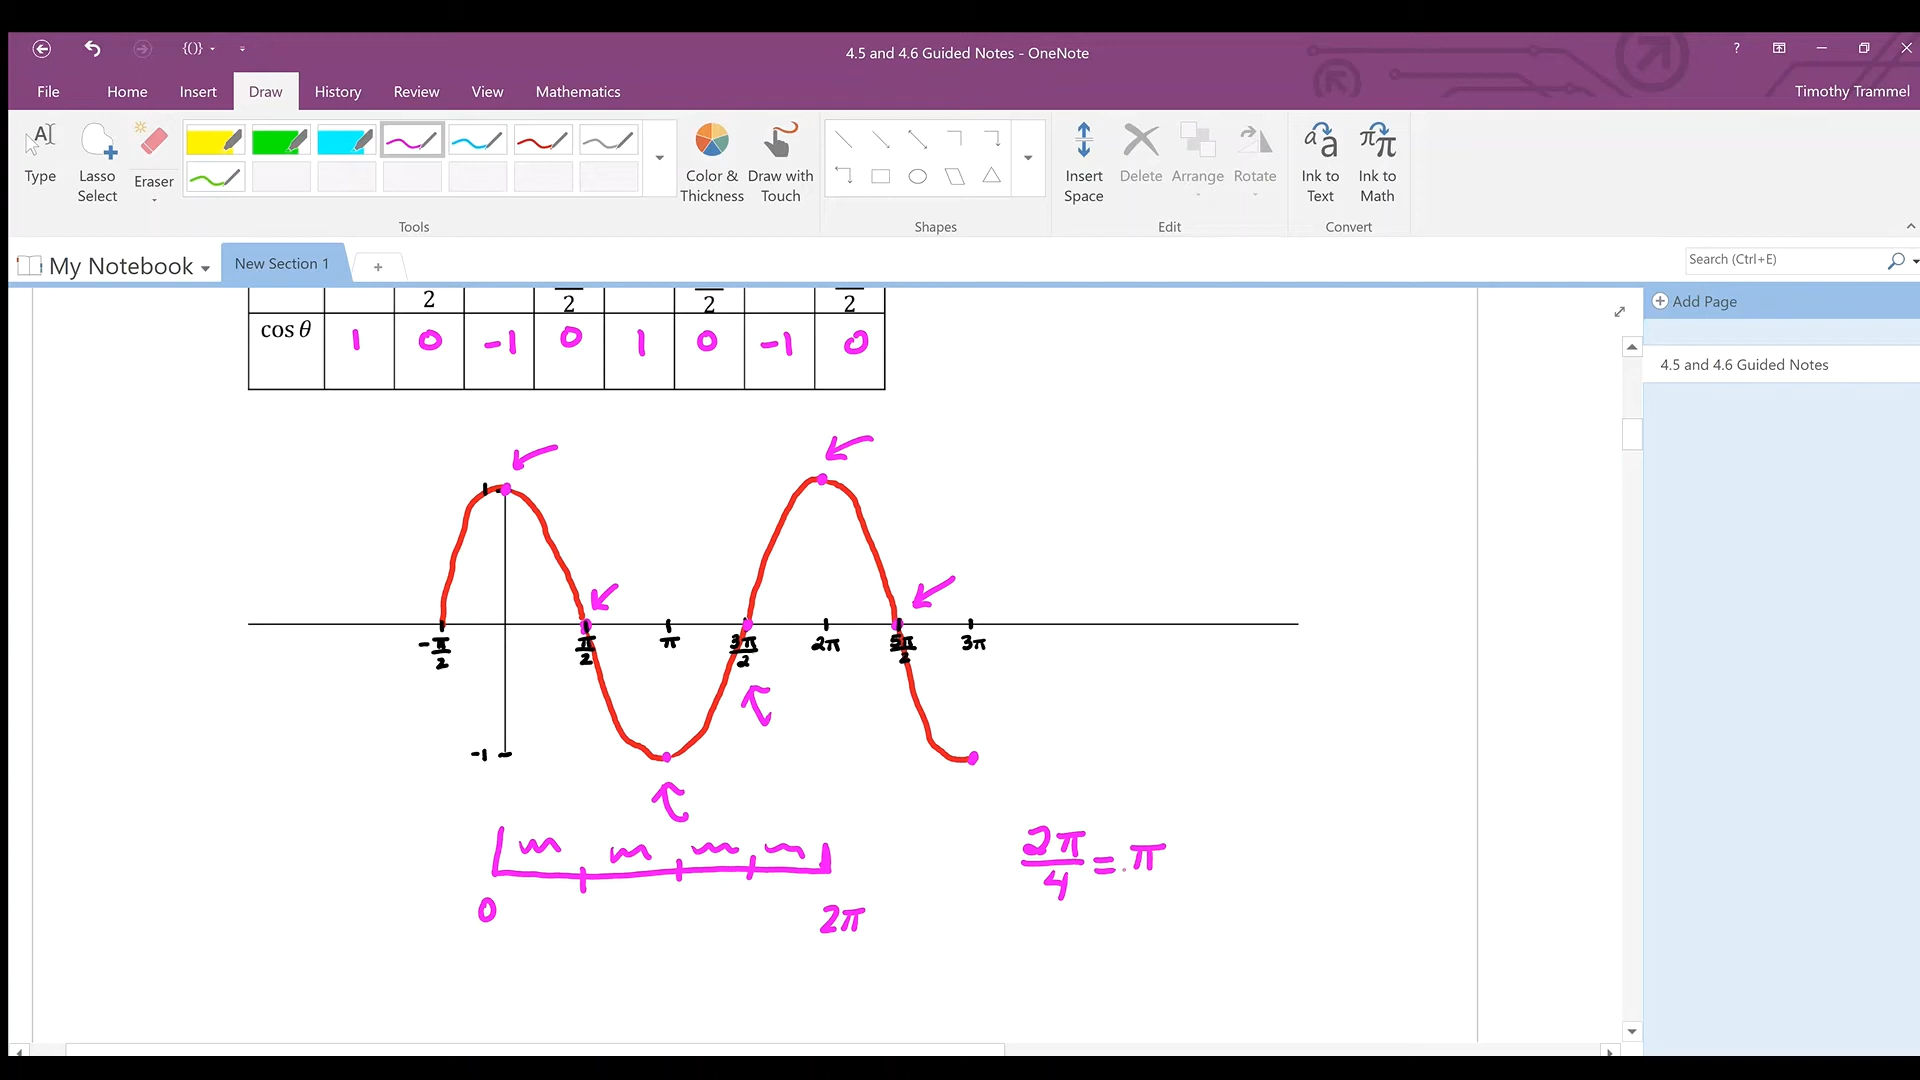 {()}
4.5 and 4.6 Guided Notes - OneNote
?
File Home Insert Draw History Review View Mathematics
Timothy Trammel
Type
Lasso Select
Eraser
Color & Thickness
Draw with Touch
Insert Space
Delete
Arrange
Rotate
Ink to Text
Ink to Math
Tools
Shapes
Edit
Convert
My Notebook
New Section 1
+
Search (Ctrl+E)
Add Page
4.5 and 4.6 Guided Notes
2 2 2 2
cos θ 1 0 -1 0 1 0 -1 0
1
-π/2 π/2 π 3π/2 2π 5π/2 3π
-1
m m m m
2π/4 = π
0 2π